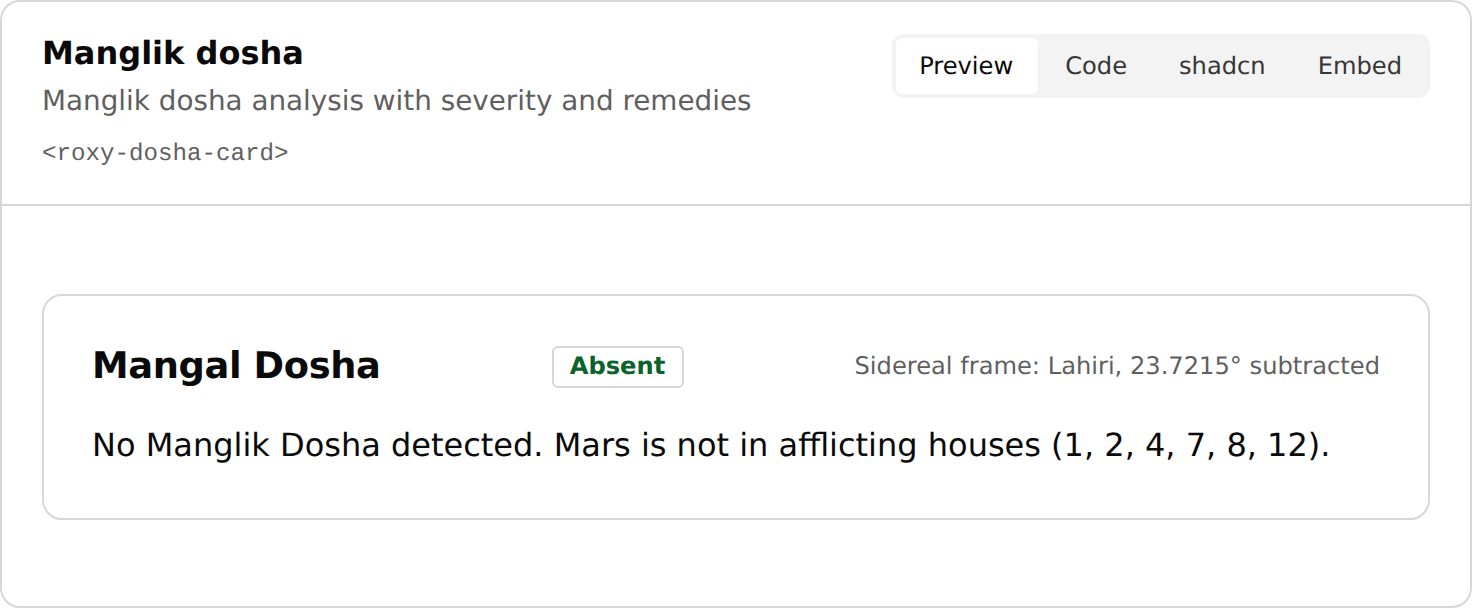 Manglik dosha
Manglik dosha analysis with severity and remedies
<roxy-dosha-card>
Preview Code shadcn Embed
Mangal Dosha Absent Sidereal frame: Lahiri, 23.7215° subtracted
No Manglik Dosha detected. Mars is not in afflicting houses (1, 2, 4, 7, 8, 12).